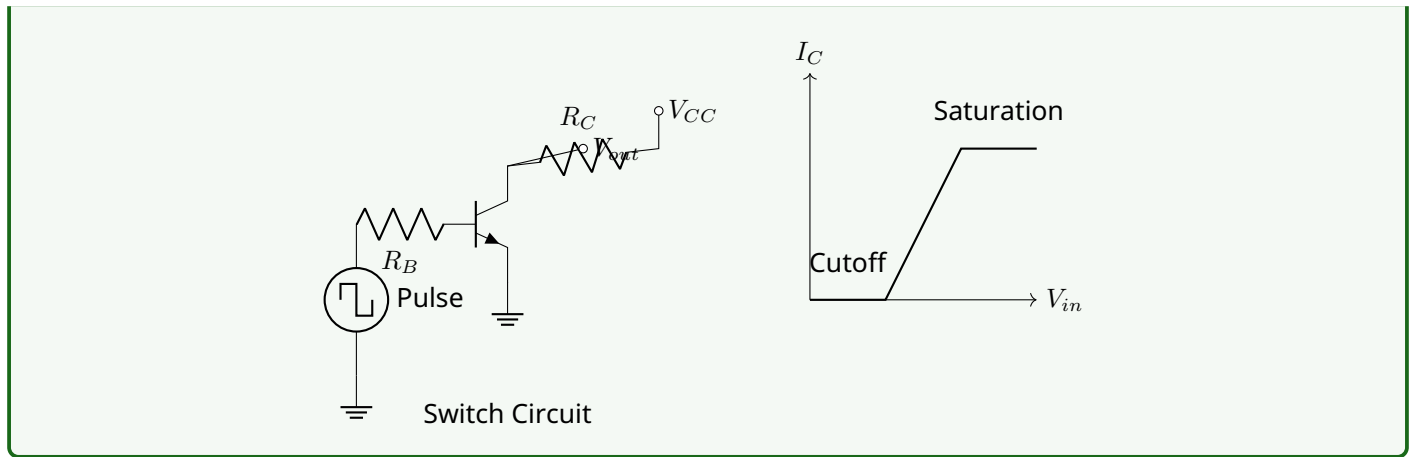 I_C
Saturation
V_CC
R_C
V_out
R_B
Cutoff
Pulse
V_in
Switch Circuit